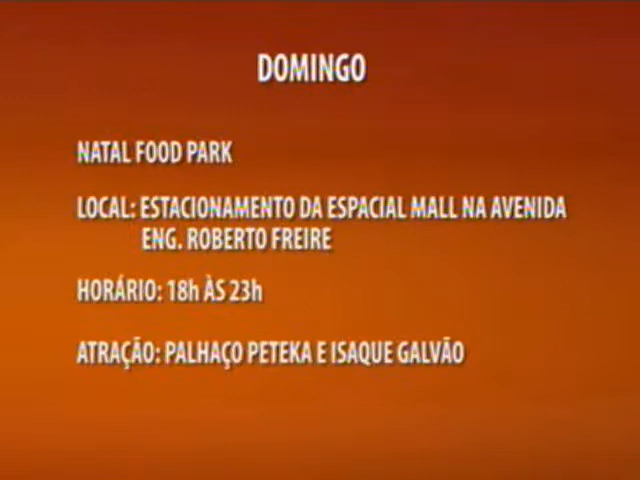 DOMINGO
NATAL FOOD PARK
LOCAL: ESTACIONAMENTO DA ESPACIAL MALL NA AVENIDA
ENG. ROBERTO FREIRE
HORÁRIO: 18h ÀS 23h
ATRAÇÃO: PALHAÇO PETEKA E ISAQUE GALVÃO